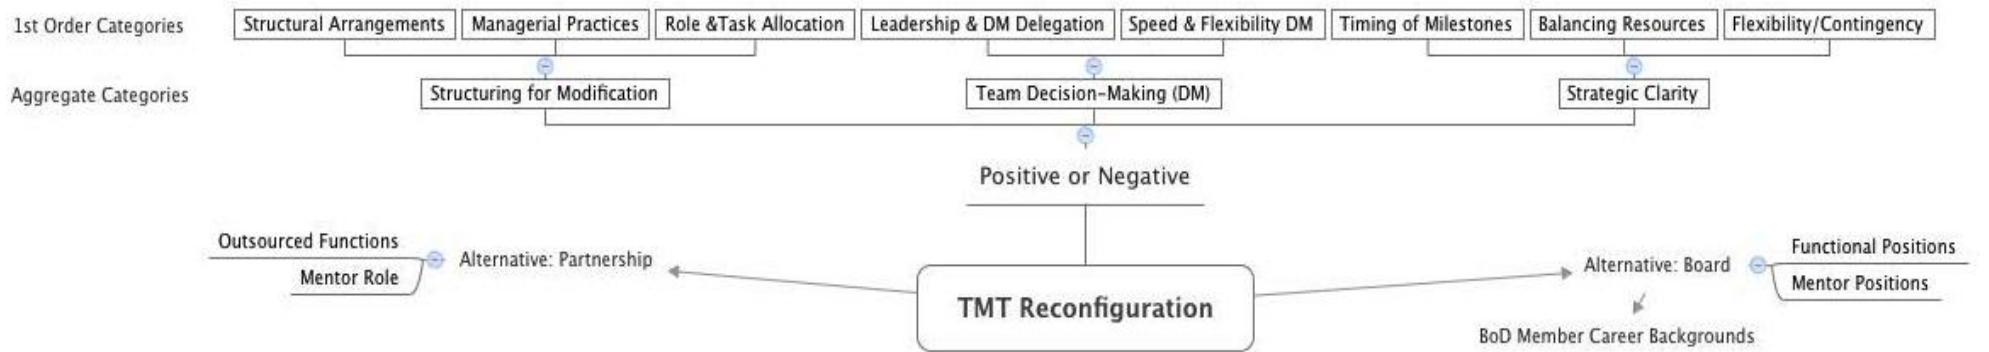 1st Order Categories
Structural Arrangements
Managerial Practices
Role &Task Allocation
Leadership & DM Delegation
Speed & Flexibility DM
Timing of Milestones
Balancing Resources
Flexibility/Contingency
Aggregate Categories
Structuring for Modification
Team Decision-Making (DM)
Strategic Clarity
Positive or Negative
Outsourced Functions
Mentor Role
Alternative: Partnership
TMT Reconfiguration
Alternative: Board
Functional Positions
Mentor Positions
BoD Member Career Backgrounds